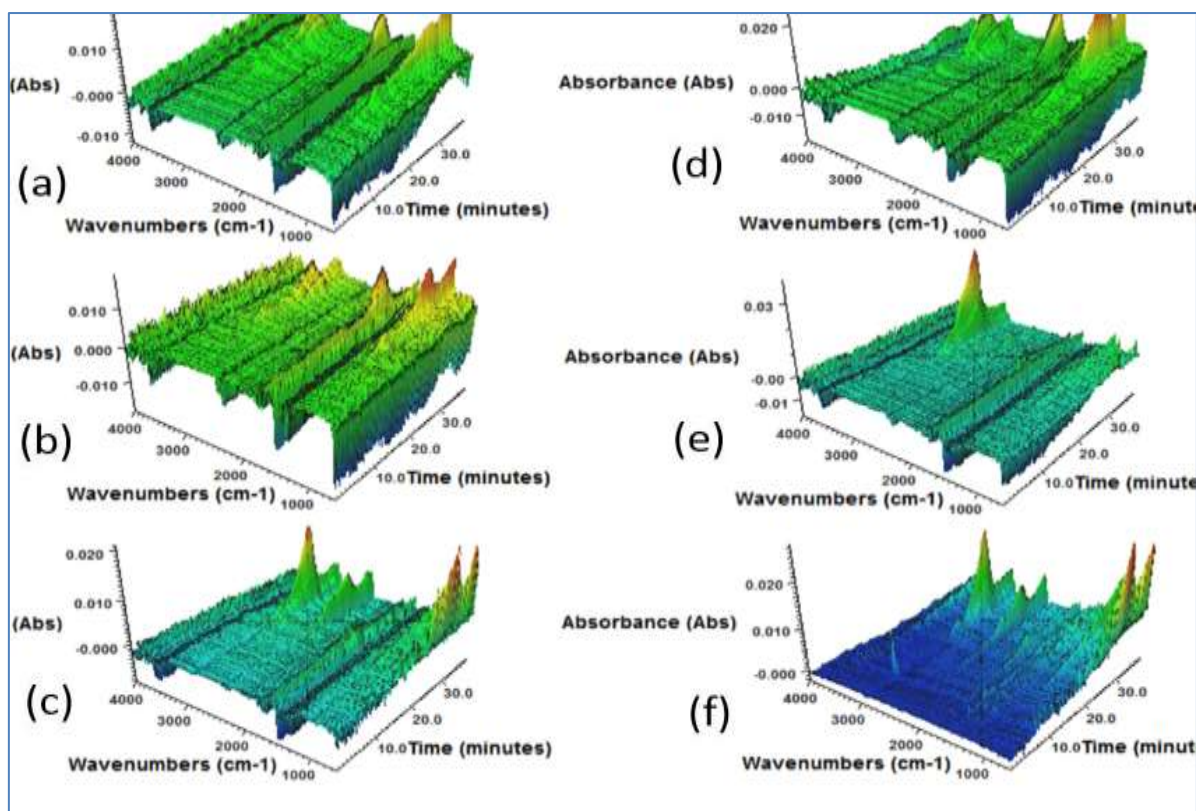 0.010
(Abs)
-0.000
-0.010
(a)
4000
3000
2000
1000
Wavenumbers (cm-1)
10.0
20.0
30.0
Time (minutes)
0.010
(Abs)
0.000
-0.010
(b)
4000
3000
2000
1000
Wavenumbers (cm-1)
10.0
20.0
30.0
Time (minutes)
0.020
0.010
(Abs)
-0.000
(c)
4000
3000
2000
1000
Wavenumbers (cm-1)
10.0
20.0
30.0
Time (minutes)
0.020
Absorbance (Abs)
0.000
-0.010
(d)
4000
3000
2000
1000
Wavenumbers (cm-1)
10.0
20.0
30.0
Time (minute
0.03
Absorbance (Abs)
-0.00
-0.01
(e)
4000
3000
2000
1000
Wavenumbers (cm-1)
10.0
20.0
30.0
Time (minute
0.020
0.010
Absorbance (Abs)
-0.000
(f)
4000
3000
2000
1000
Wavenumbers (cm-1)
10.0
20.0
30.0
Time (minut